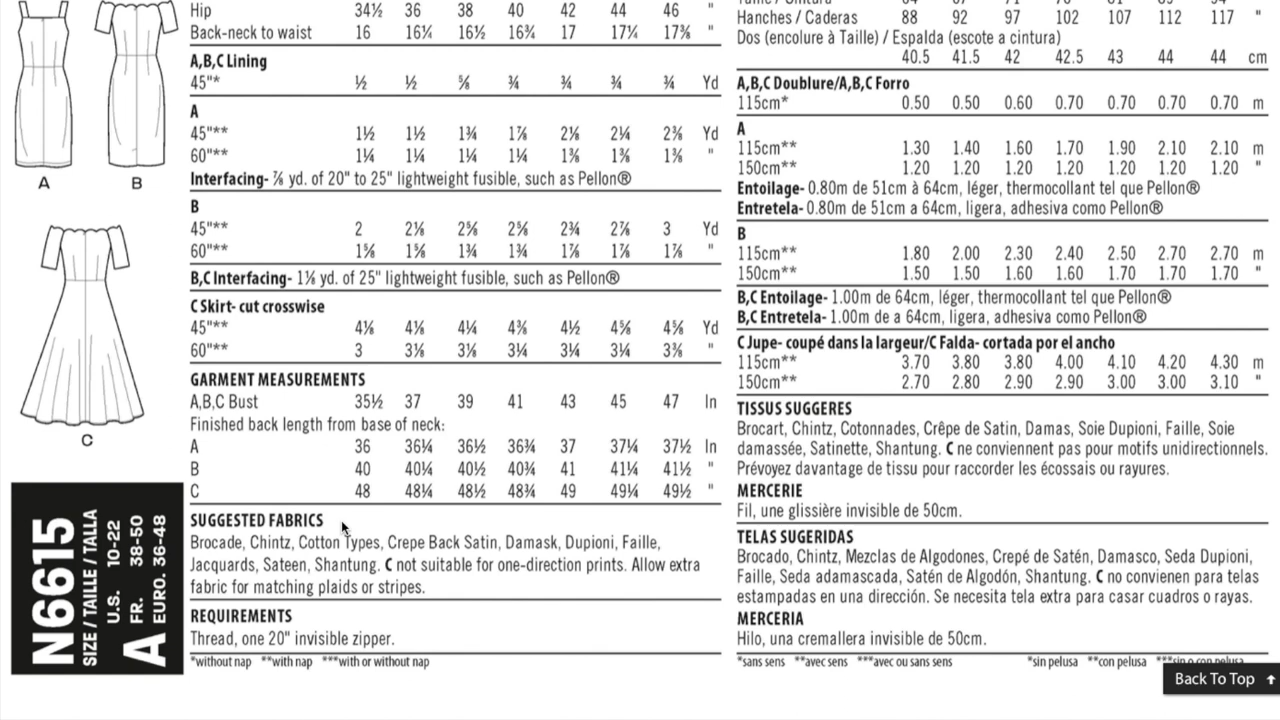 Hip 34½ 36 38 40 42 44 46 "
Back-neck to waist 16 16¼ 16½ 16¾ 17 17¼ 17⅜ "
A,B,C Lining
45"* ½ ½ ⅝ ¾ ¾ ¾ ¾ Yd
A
45"** 1½ 1½ 1¾ 1⅞ 2⅛ 2¼ 2⅜ Yd
60"** 1¼ 1¼ 1¼ 1¼ 1⅜ 1⅜ 1⅜ "
Interfacing- ⅞ yd. of 20" to 25" lightweight fusible, such as Pellon®
B
45"** 2 2⅛ 2⅝ 2⅝ 2¾ 2⅞ 3 Yd
60"** 1⅝ 1⅝ 1¾ 1¾ 1⅞ 1⅞ 1⅞ "
B,C Interfacing- 1⅛ yd. of 25" lightweight fusible, such as Pellon®
C Skirt- cut crosswise
45"** 4⅛ 4⅛ 4¼ 4⅜ 4½ 4⅝ 4⅝ Yd
60"** 3 3⅛ 3⅛ 3¼ 3¼ 3¼ 3⅜ "
GARMENT MEASUREMENTS
A,B,C Bust 35½ 37 39 41 43 45 47 In
Finished back length from base of neck:
A 36 36¼ 36½ 36¾ 37 37¼ 37½ In
B 40 40¼ 40½ 40¾ 41 41¼ 41½ "
C 48 48¼ 48½ 48¾ 49 49¼ 49½ "
SUGGESTED FABRICS
Brocade, Chintz, Cotton Types, Crepe Back Satin, Damask, Dupioni, Faille,
Jacquards, Sateen, Shantung. C not suitable for one-direction prints. Allow extra
fabric for matching plaids or stripes.
REQUIREMENTS
Thread, one 20" invisible zipper.
*without nap **with nap ***with or without nap
Hanches / Caderas 88 92 97 102 107 112 117 "
Dos (encolure à Taille) / Espalda (escote a cintura)
40.5 41.5 42 42.5 43 44 44 cm
A,B,C Doublure/A,B,C Forro
115cm* 0.50 0.50 0.60 0.70 0.70 0.70 0.70 m
A
115cm** 1.30 1.40 1.60 1.70 1.90 2.10 2.10 m
150cm** 1.20 1.20 1.20 1.20 1.20 1.20 1.20 "
Entoilage- 0.80m de 51cm à 64cm, léger, thermocollant tel que Pellon®
Entretela- 0.80m de 51cm a 64cm, ligera, adhesiva como Pellon®
B
115cm** 1.80 2.00 2.30 2.40 2.50 2.70 2.70 m
150cm** 1.50 1.50 1.60 1.60 1.70 1.70 1.70 "
B,C Entoilage- 1.00m de 64cm, léger, thermocollant tel que Pellon®
B,C Entretela- 1.00m de a 64cm, ligera, adhesiva como Pellon®
C Jupe- coupé dans la largeur/C Falda- cortada por el ancho
115cm** 3.70 3.80 3.80 4.00 4.10 4.20 4.30 m
150cm** 2.70 2.80 2.90 2.90 3.00 3.00 3.10 "
TISSUS SUGGERES
Brocart, Chintz, Cotonnades, Crêpe de Satin, Damas, Soie Dupioni, Faille, Soie
damassée, Satinette, Shantung. C ne conviennent pas pour motifs unidirectionnels.
Prévoyez davantage de tissu pour raccorder les écossais ou rayures.
MERCERIE
Fil, une glissière invisible de 50cm.
TELAS SUGERIDAS
Brocado, Chintz, Mezclas de Algodones, Crepé de Satén, Damasco, Seda Dupioni,
Faille, Seda adamascada, Satén de Algodón, Shantung. C no convienen para telas
estampadas en una dirección. Se necesita tela extra para casar cuadros o rayas.
MERCERIA
Hilo, una cremallera invisible de 50cm.
*sans sens **avec sens ***avec ou sans sens *sin pelusa **con pelusa ***sin o con pelusa
Back To Top
A B
C
N6615
SIZE / TAILLE / TALLA
A
U.S. 10-22
FR. 38-50
EURO. 36-48